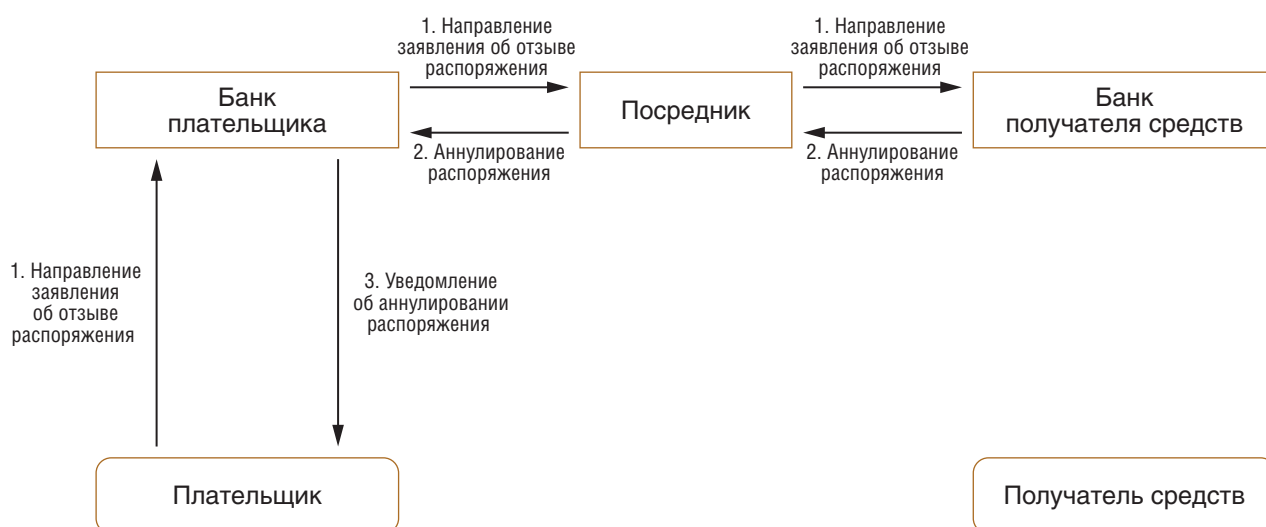 1. Направление
заявления об отзыве
распоряжения
1. Направление
заявления об отзыве
распоряжения
Банк
плательщика
Посредник
Банк
получателя средств
2. Аннулирование
распоряжения
2. Аннулирование
распоряжения
1. Направление
заявления
об отзыве
распоряжения
3. Уведомление
об аннулировании
распоряжения
Плательщик
Получатель средств